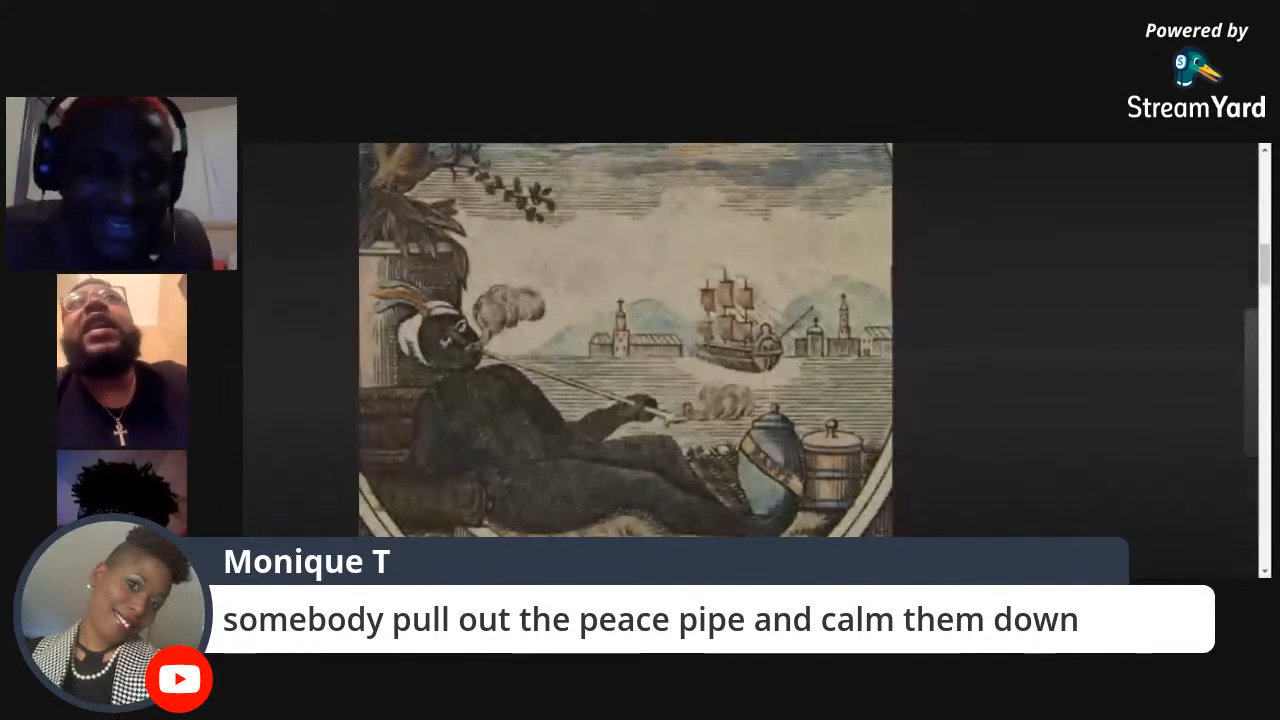 Powered by
StreamYard
Monique T
somebody pull out the peace pipe and calm them down